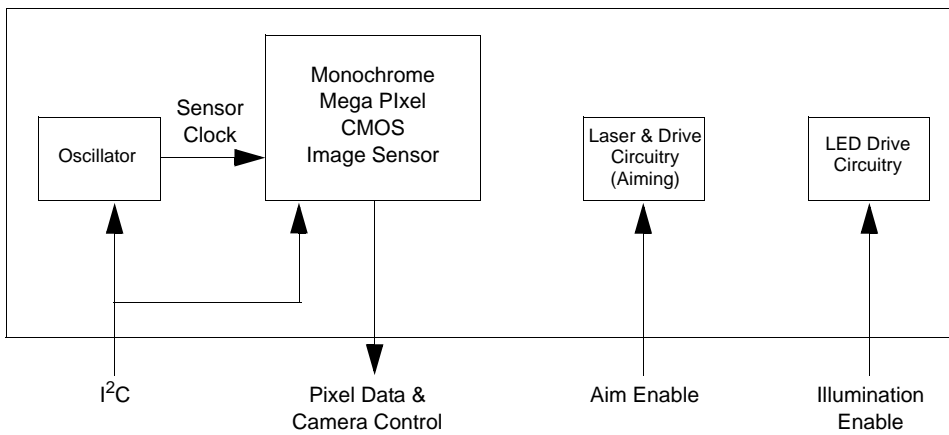 Monochrome
Mega PIxel
CMOS
Image Sensor
Sensor
Clock
Oscillator
Laser & Drive
Circuitry
(Aiming)
LED Drive
Circuitry
I²C
Pixel Data &
Camera Control
Aim Enable
Illumination
Enable